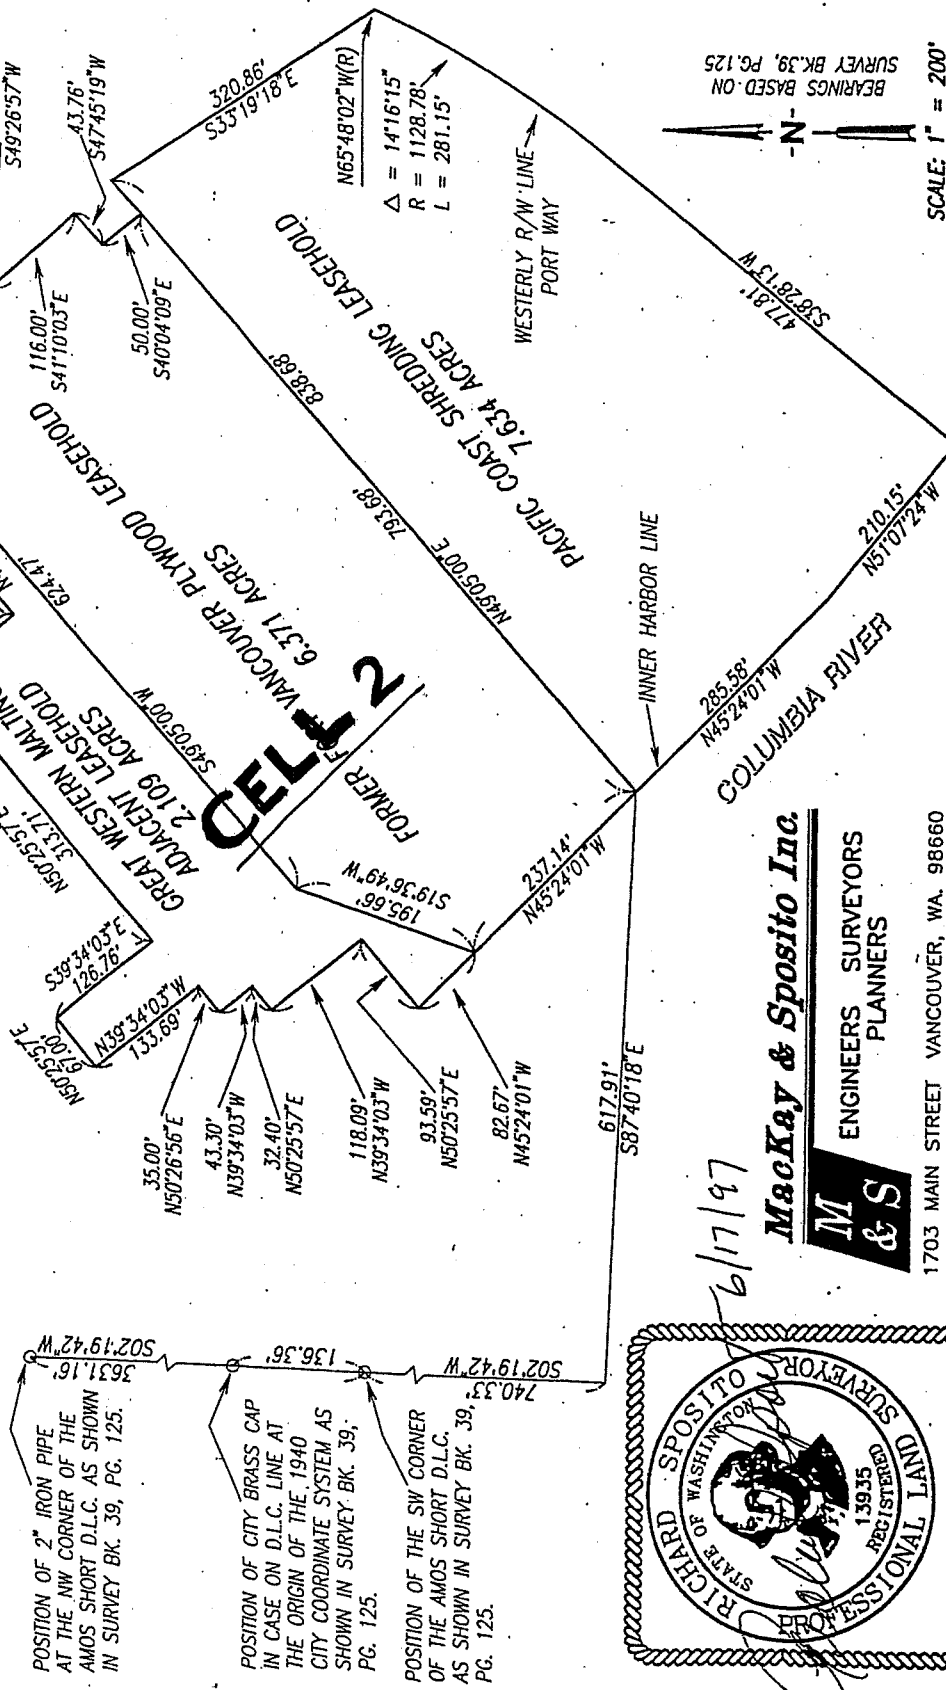 S49°26'57"W
43.76'
S47°45'19"W
320.86'
S33°19'18"E
116.00'
S41°10'03"E
50.00'
S40°04'09"E
N65°48'02"W(R)
Δ = 14°16'15"
R = 1128.78'
L = 281.15'
WESTERLY R/W LINE
PORT WAY
BEARINGS BASED ON
SURVEY BK.39, PG.125
-N-
SCALE: 1" = 200'
838.68'
793.68'
N49°05'00"E
PACIFIC COAST SHREDDING LEASEHOLD
7.634 ACRES
477.81'
S38°28'13"W
624.47'
S49°05'00"W
FORMER VANCOUVER PLYWOOD LEASEHOLD
6.371 ACRES
CELL 2
FORMER
GREAT WESTERN MALTING
ADJACENT LEASEHOLD
2.109 ACRES
N50°25'57"E
313.71'
S39°34'03"E
126.76'
N50°25'57"E
67.00'
N39°34'03"W
133.69'
195.66'
S19°36'49"W
35.00'
N50°26'56"E
43.30'
N39°34'03"W
32.40'
N50°25'57"E
118.09'
N39°34'03"W
93.59'
N50°25'57"E
82.67'
N45°24'01"W
237.14'
N45°24'01"W
INNER HARBOR LINE
285.58'
N45°24'01"W
210.15'
N51°07'24"W
COLUMBIA RIVER
617.91'
S87°40'18"E
3631.16'
S02°19'42"W
136.36'
740.33'
S02°19'42"W
POSITION OF 2" IRON PIPE
AT THE NW CORNER OF THE
AMOS SHORT D.L.C. AS SHOWN
IN SURVEY BK. 39, PG. 125.
POSITION OF CITY BRASS CAP
IN CASE ON D.L.C. LINE AT
THE ORIGIN OF THE 1940
CITY COORDINATE SYSTEM AS
SHOWN IN SURVEY BK. 39,
PG. 125.
POSITION OF THE SW CORNER
OF THE AMOS SHORT D.L.C.
AS SHOWN IN SURVEY BK. 39,
PG. 125.
6/17/97
MacKay & Sposito Inc.
M & S
ENGINEERS SURVEYORS
PLANNERS
1703 MAIN STREET VANCOUVER, WA. 98660
RICHARD SPOSITO
STATE OF WASHINGTON
13935
REGISTERED
PROFESSIONAL LAND SURVEYOR